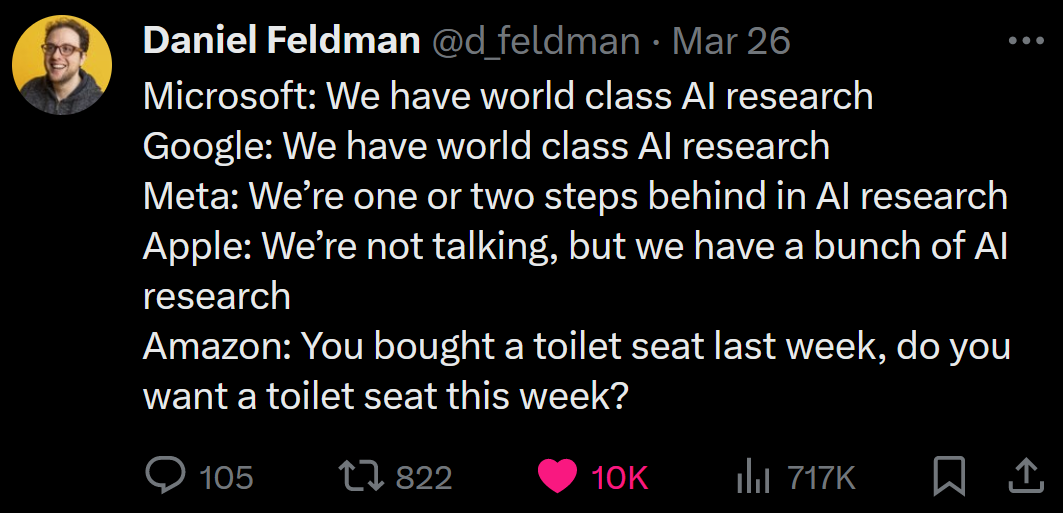 Daniel Feldman @d_feldman · Mar 26
Microsoft: We have world class AI research
Google: We have world class AI research
Meta: We’re one or two steps behind in AI research
Apple: We’re not talking, but we have a bunch of AI
research
Amazon: You bought a toilet seat last week, do you
want a toilet seat this week?
105 822 10K 717K